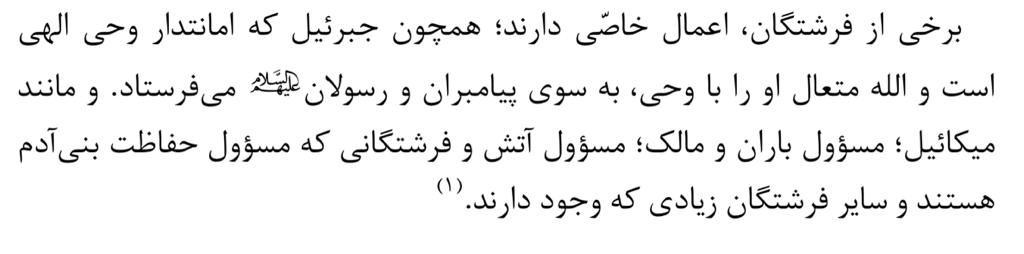 برخی از فرشتگان، اعمال خاصّی دارند؛ همچون جبرئیل که امانتدار وحی الهی
است و الله متعال او را با وحی، به سوی پیامبران و رسولان علیهم السلام می‌فرستاد. و مانند
میکائیل؛ مسؤول باران و مالک؛ مسؤول آتش و فرشتگانی که مسؤول حفاظت بنی‌آدم
هستند و سایر فرشتگان زیادی که وجود دارند.(۱)